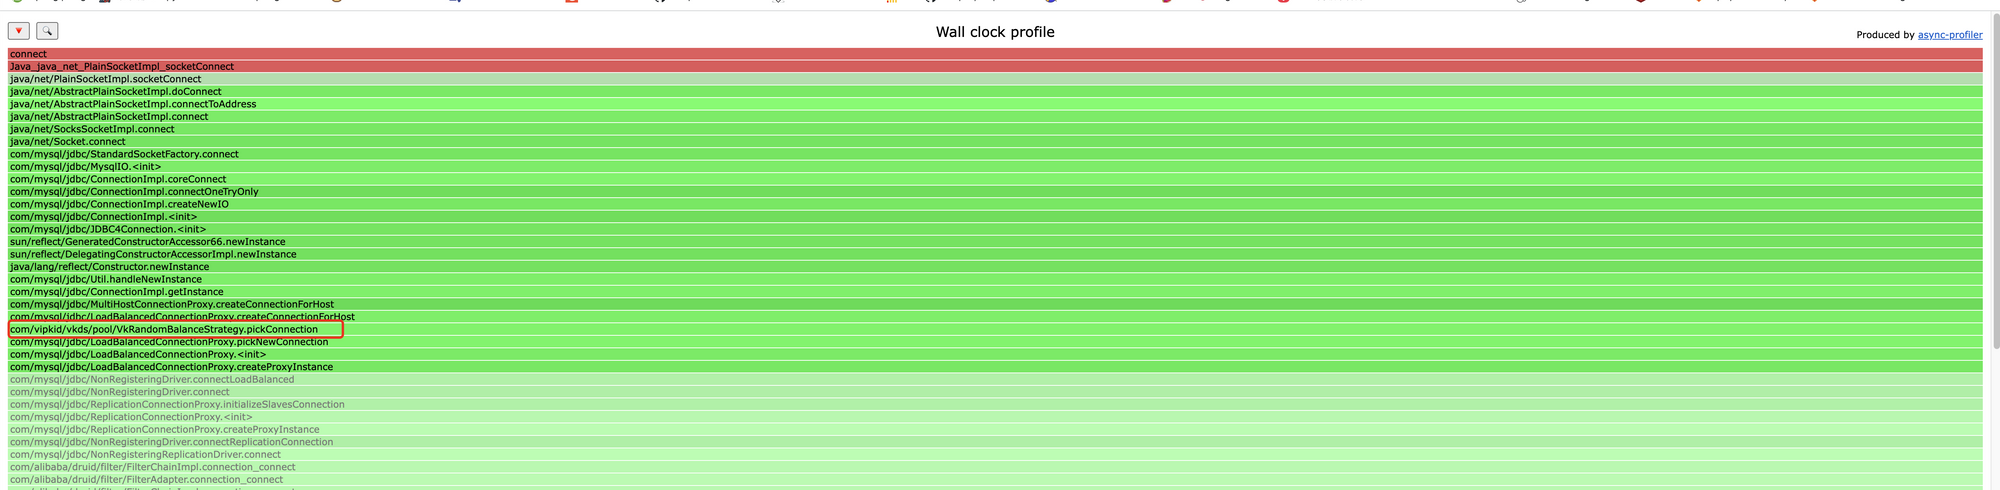 Wall clock profile
Produced by async-profiler
connect
Java_java_net_PlainSocketImpl_socketConnect
java/net/PlainSocketImpl.socketConnect
java/net/AbstractPlainSocketImpl.doConnect
java/net/AbstractPlainSocketImpl.connectToAddress
java/net/AbstractPlainSocketImpl.connect
java/net/SocksSocketImpl.connect
java/net/Socket.connect
com/mysql/jdbc/StandardSocketFactory.connect
com/mysql/jdbc/MysqlIO.<init>
com/mysql/jdbc/ConnectionImpl.coreConnect
com/mysql/jdbc/ConnectionImpl.connectOneTryOnly
com/mysql/jdbc/ConnectionImpl.createNewIO
com/mysql/jdbc/ConnectionImpl.<init>
com/mysql/jdbc/JDBC4Connection.<init>
sun/reflect/GeneratedConstructorAccessor66.newInstance
sun/reflect/DelegatingConstructorAccessorImpl.newInstance
java/lang/reflect/Constructor.newInstance
com/mysql/jdbc/Util.handleNewInstance
com/mysql/jdbc/ConnectionImpl.getInstance
com/mysql/jdbc/MultiHostConnectionProxy.createConnectionForHost
com/mysql/jdbc/LoadBalancedConnectionProxy.createConnectionForHost
com/vipkid/vkds/pool/VkRandomBalanceStrategy.pickConnection
com/mysql/jdbc/LoadBalancedConnectionProxy.pickNewConnection
com/mysql/jdbc/LoadBalancedConnectionProxy.<init>
com/mysql/jdbc/LoadBalancedConnectionProxy.createProxyInstance
com/mysql/jdbc/NonRegisteringDriver.connectLoadBalanced
com/mysql/jdbc/NonRegisteringDriver.connect
com/mysql/jdbc/ReplicationConnectionProxy.initializeSlavesConnection
com/mysql/jdbc/ReplicationConnectionProxy.<init>
com/mysql/jdbc/ReplicationConnectionProxy.createProxyInstance
com/mysql/jdbc/NonRegisteringDriver.connectReplicationConnection
com/mysql/jdbc/NonRegisteringReplicationDriver.connect
com/alibaba/druid/filter/FilterChainImpl.connection_connect
com/alibaba/druid/filter/FilterAdapter.connection_connect